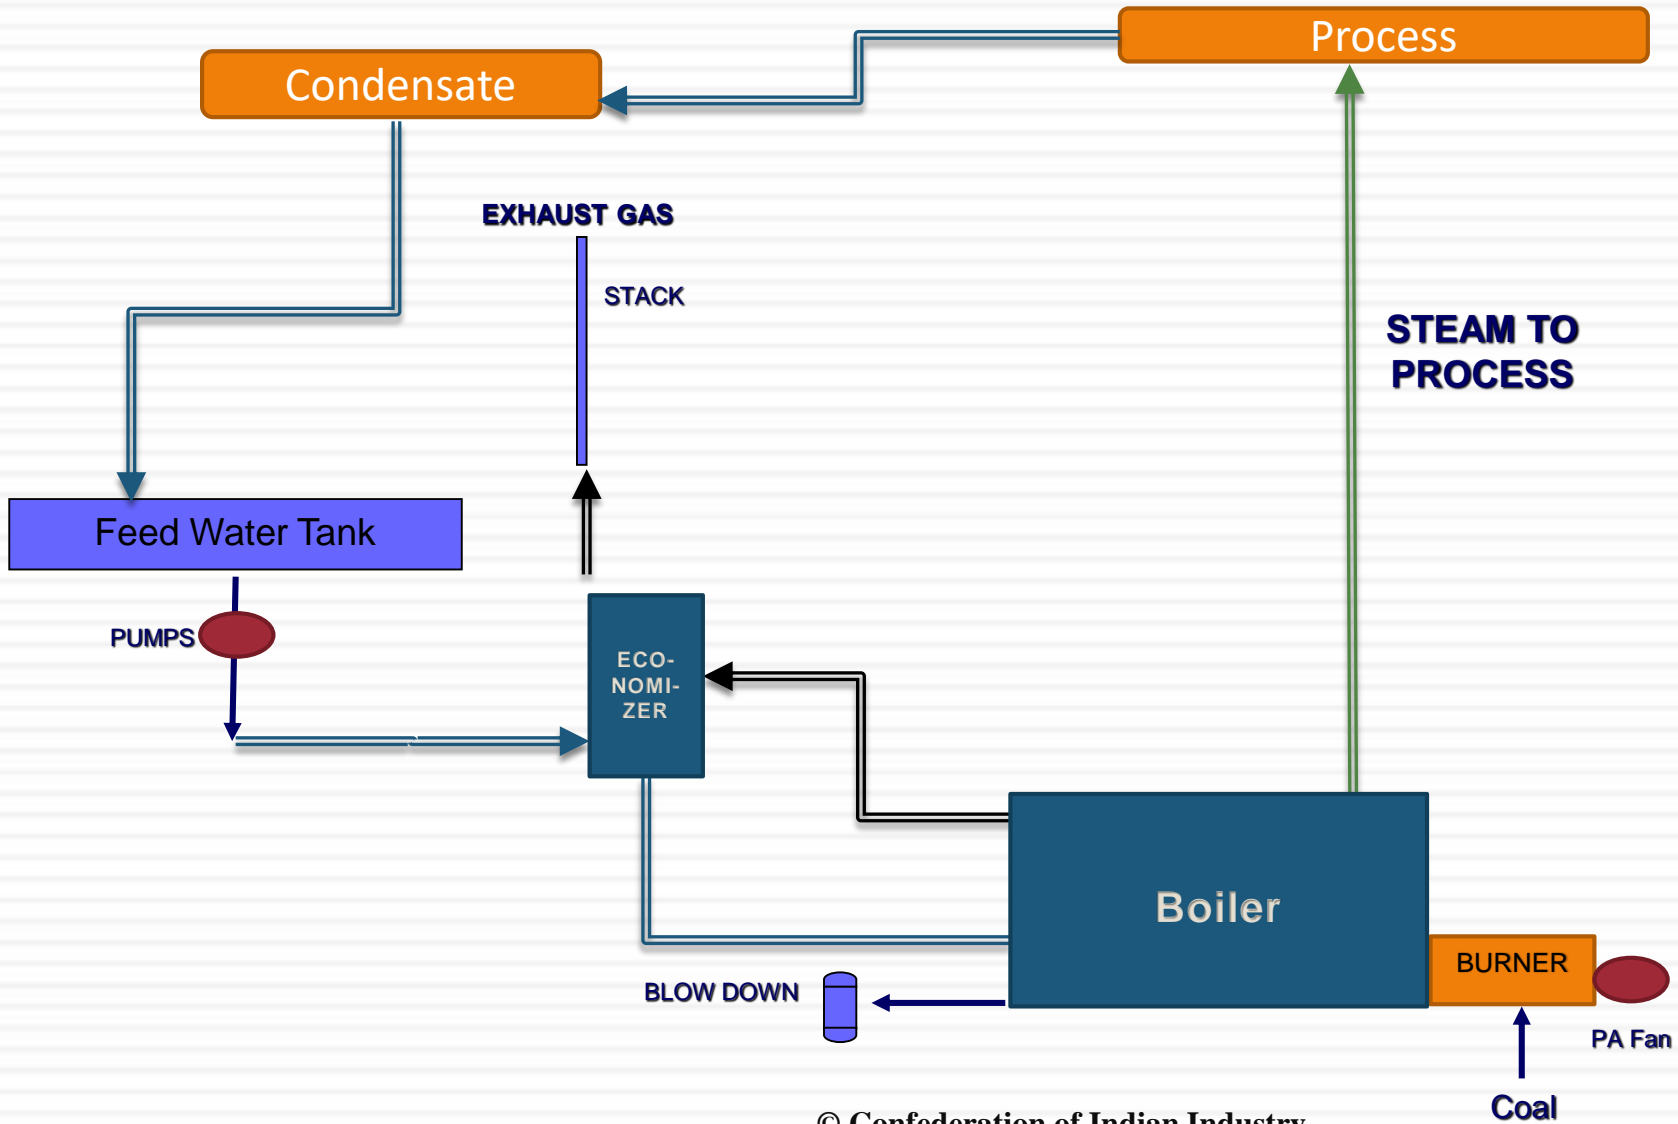 Process
Condensate
EXHAUST GAS
STACK
STEAM TO
PROCESS
Feed Water Tank
PUMPS
ECO-
NOMI-
ZER
Boiler
BURNER
BLOW DOWN
PA Fan
Coal
© Confederation of Indian Industry